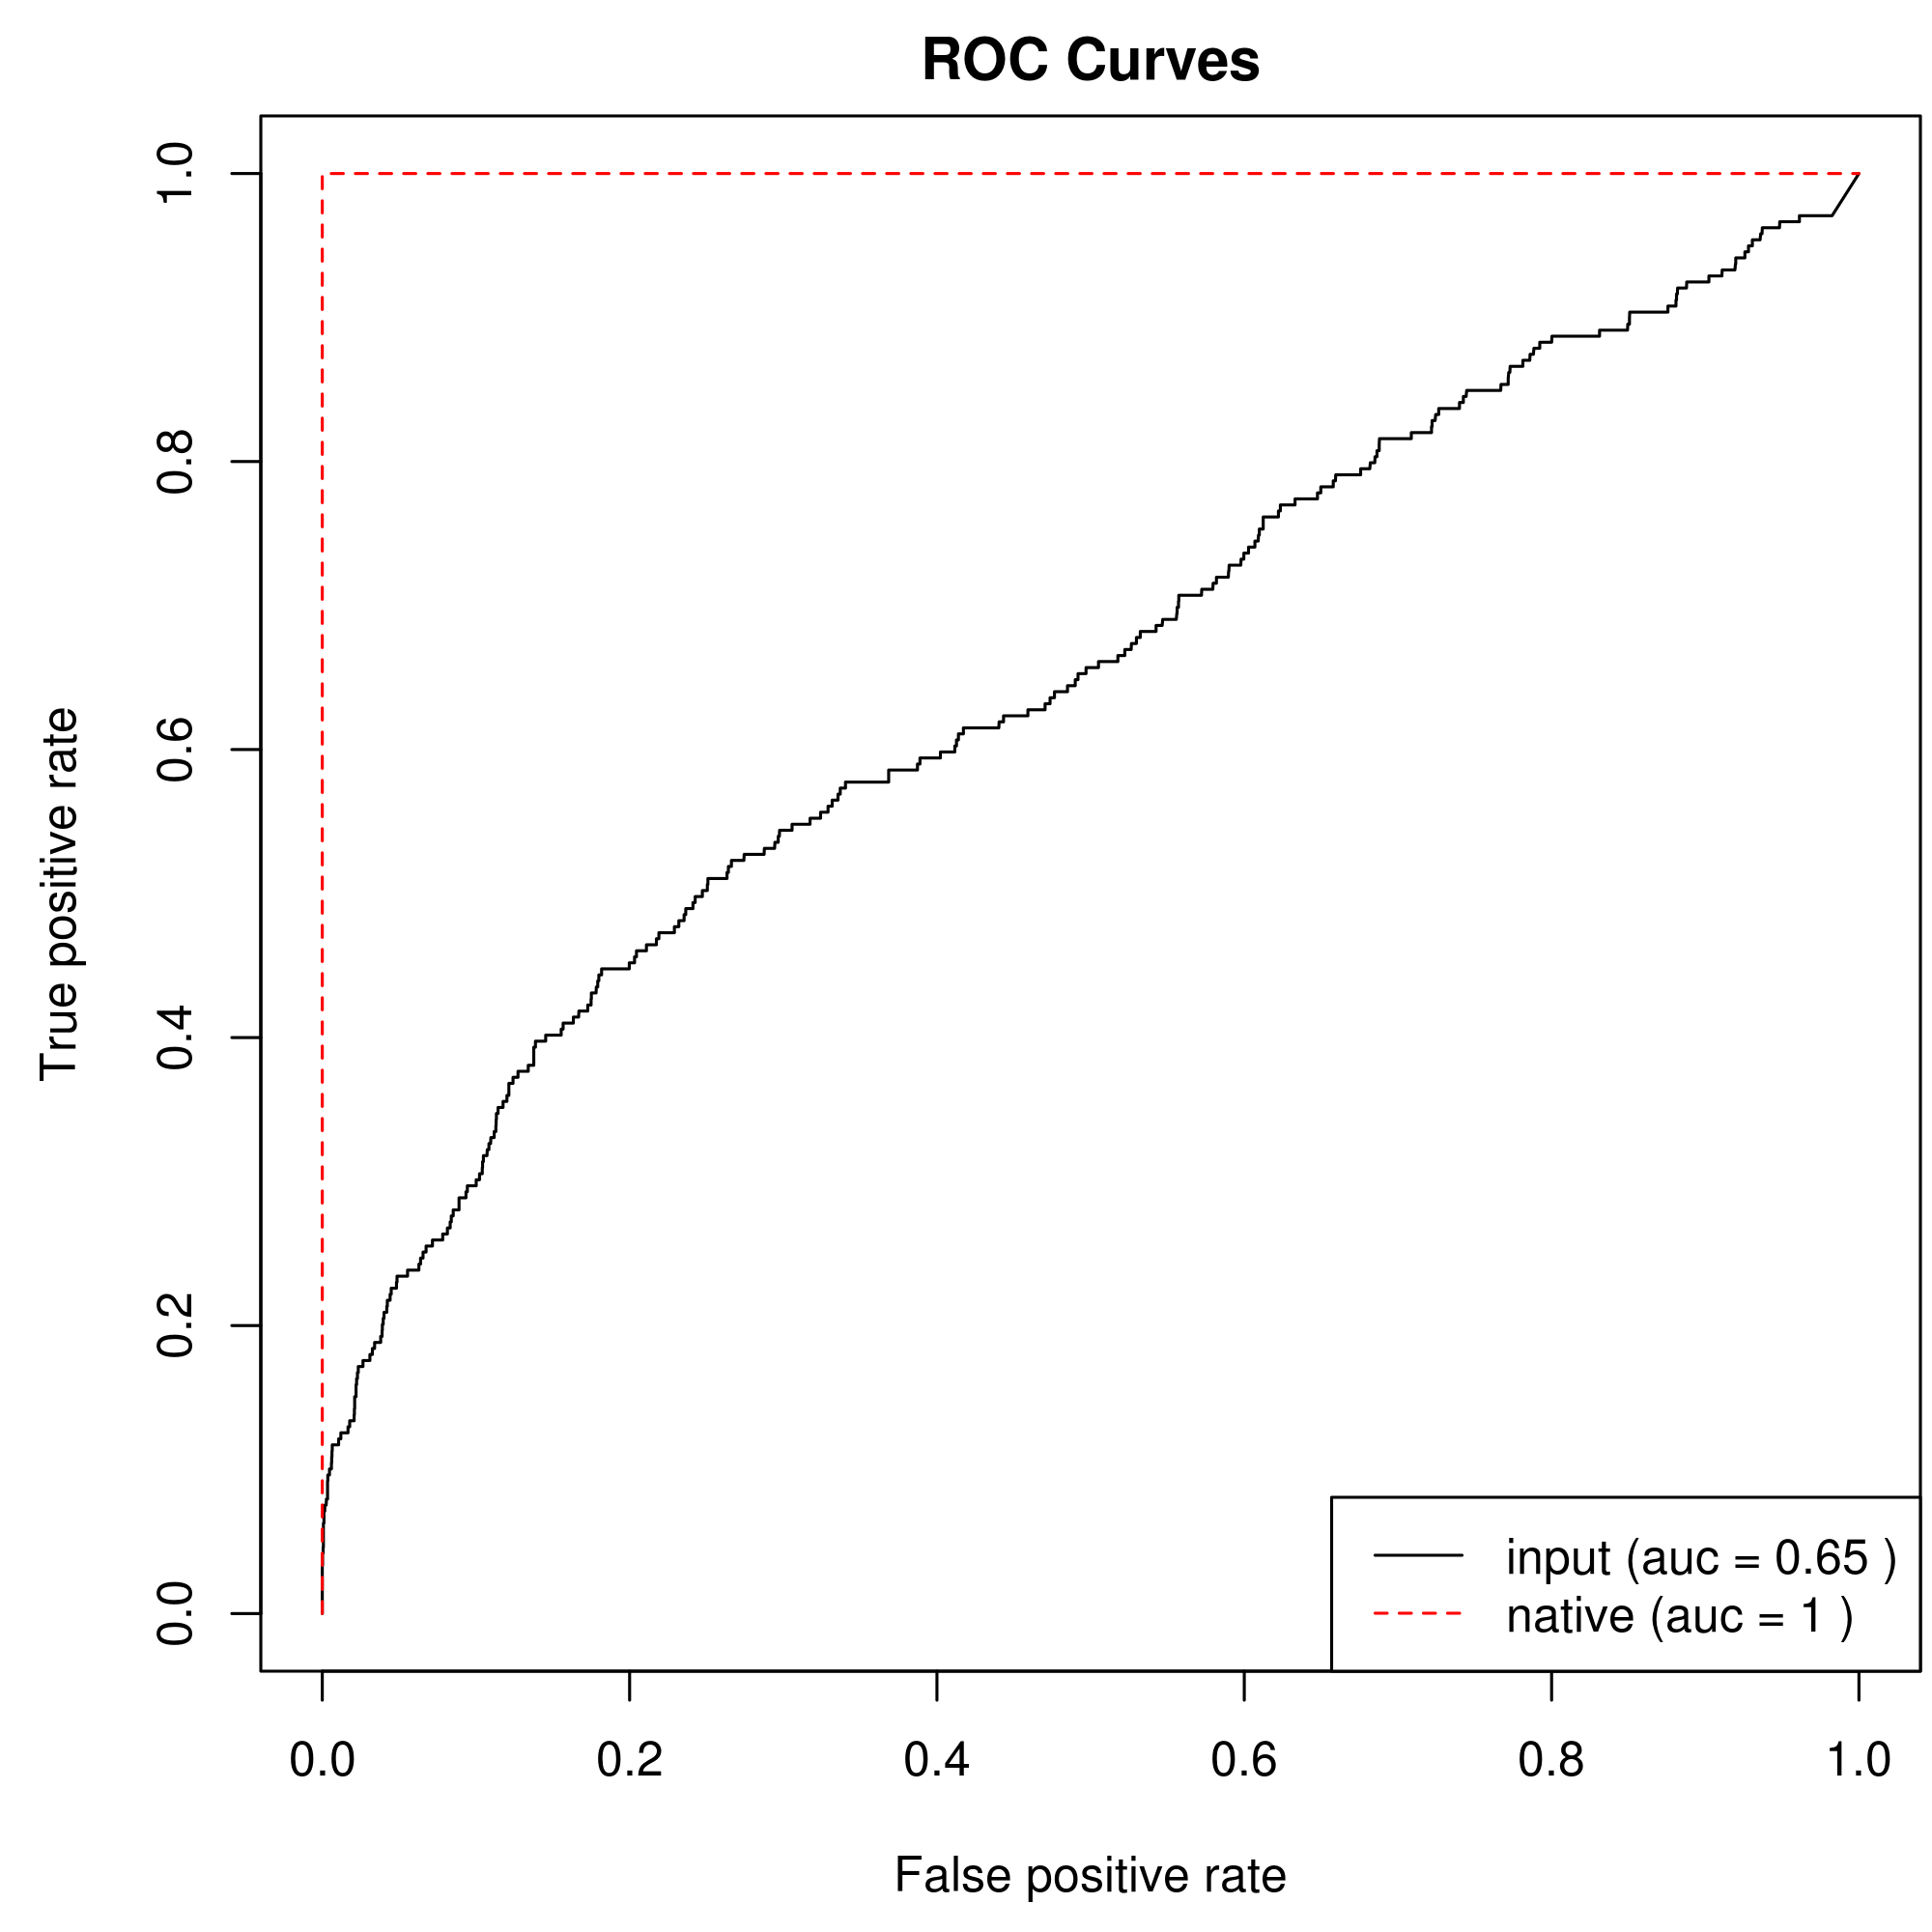 ROC Curves
True positive rate
1.0
0.8
0.6
0.4
0.2
0.0
input (auc = 0.65 )
native (auc = 1 )
0.0 0.2 0.4 0.6 0.8 1.0
False positive rate